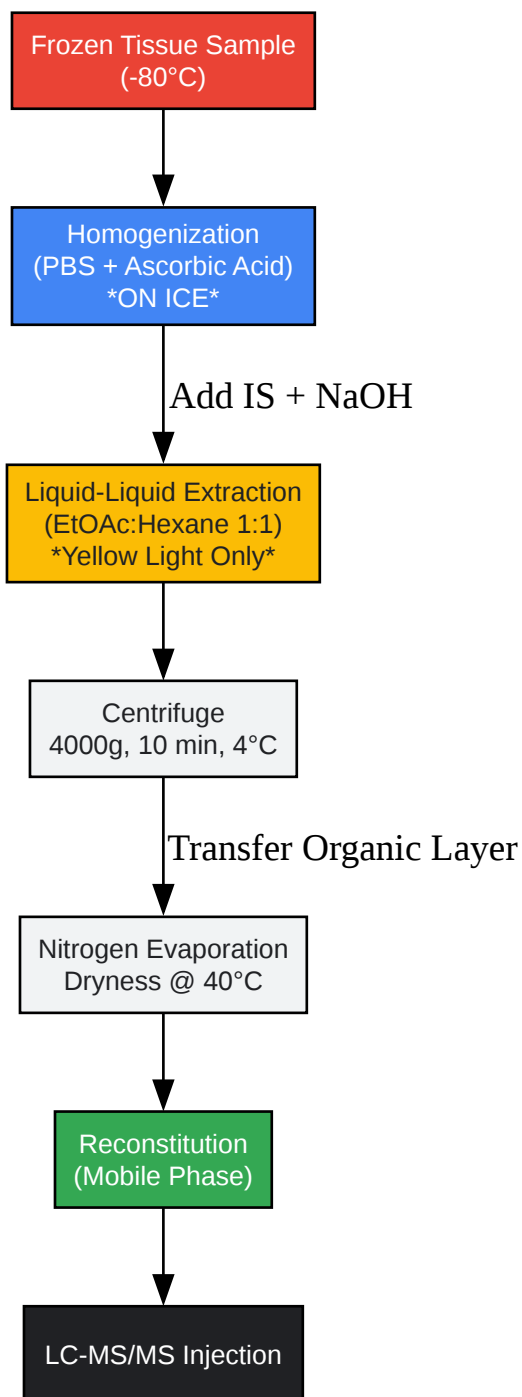 Frozen Tissue Sample
(-80°C)
Homogenization
(PBS + Ascorbic Acid)
*ON ICE*
Add IS + NaOH
Liquid-Liquid Extraction
(EtOAc:Hexane 1:1)
*Yellow Light Only*
Centrifuge
4000g, 10 min, 4°C
Transfer Organic Layer
Nitrogen Evaporation
Dryness @ 40°C
Reconstitution
(Mobile Phase)
LC-MS/MS Injection